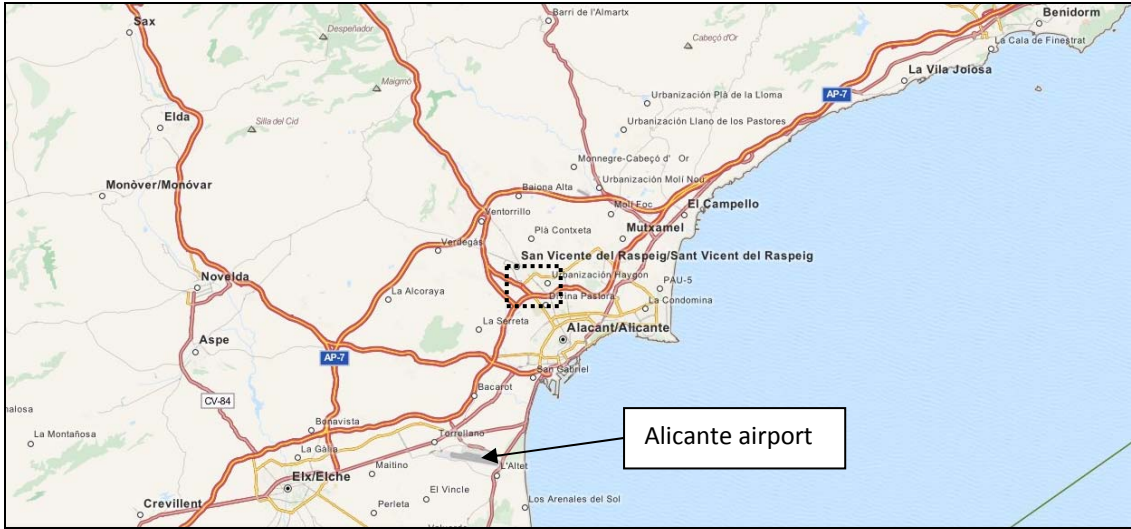 Sax
Despeñador
Barri de l'Almartx
Benidorm
Cabeçó d'Or
La Cala de Finestrat
Maigmó
La Vila Joiosa
AP-7
Urbanización Plà de la Lloma
Elda
Silla del Cid
Urbanización Llano de los Pastores
Monnegre-Cabeçó d' Or
Monòver/Monóvar
Baiona Alta
Urbanización Molí Nou
Ventorrillo
Molí Foc
El Campello
Plà Contxeta
Mutxamel
Verdegás
San Vicente del Raspeig/Sant Vicent del Raspeig
Novelda
Urbanización Haygon
PAU-5
La Alcoraya
Divina Pastora
La Condomina
La Serreta
Alacant/Alicante
Aspe
AP-7
San Gabriel
Bacarot
CV-84
La Montañosa
Bonavista
Torrellano
Alicante airport
La Gàlia
Maitino
L'Altet
Elx/Elche
El Vincle
Crevillent
Perleta
Los Arenales del Sol